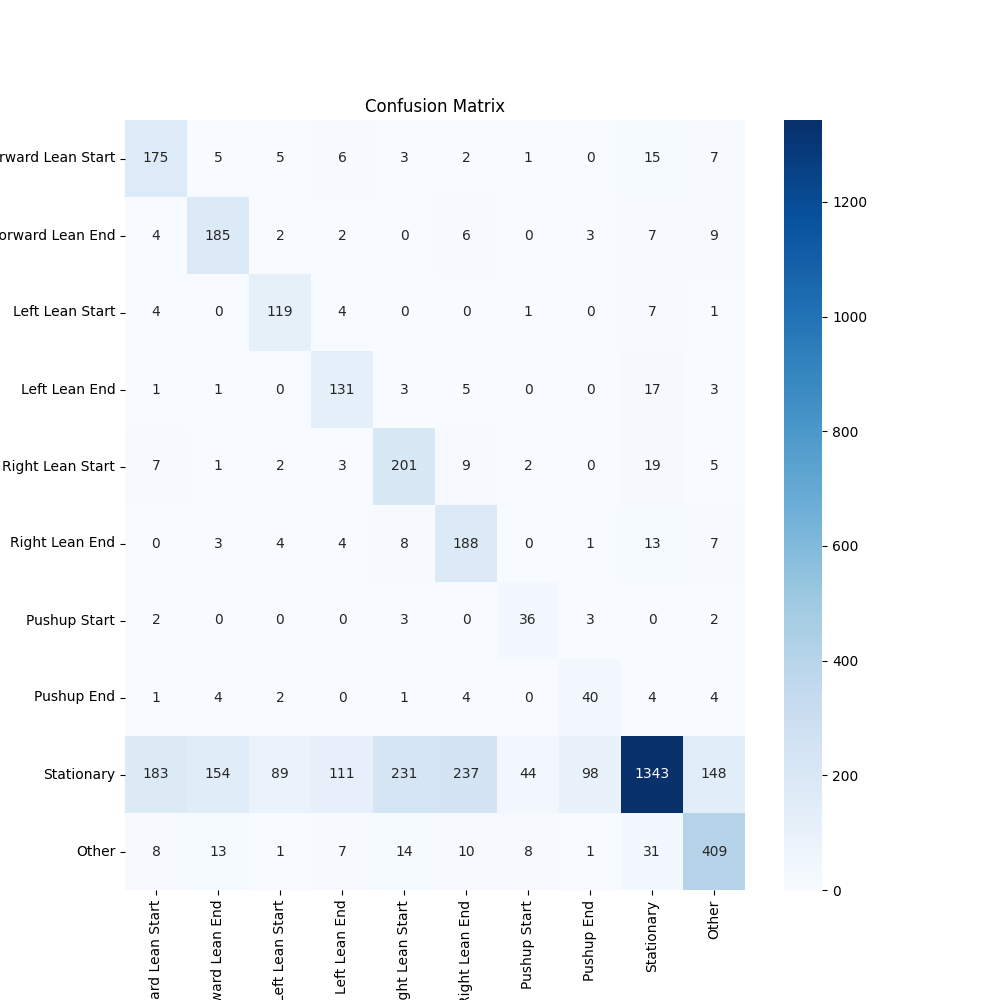 Confusion Matrix
rward Lean Start 175 5 5 6 3 2 1 0 15 7
orward Lean End 4 185 2 2 0 6 0 3 7 9
Left Lean Start 4 0 119 4 0 0 1 0 7 1
Left Lean End 1 1 0 131 3 5 0 0 17 3
Right Lean Start 7 1 2 3 201 9 2 0 19 5
Right Lean End 0 3 4 4 8 188 0 1 13 7
Pushup Start 2 0 0 0 3 0 36 3 0 2
Pushup End 1 4 2 0 1 4 0 40 4 4
Stationary 183 154 89 111 231 237 44 98 1343 148
Other 8 13 1 7 14 10 8 1 31 409
ard Lean Start
ward Lean End
Left Lean Start
Left Lean End
ght Lean Start
Right Lean End
Pushup Start
Pushup End
Stationary
Other
1200
1000
800
600
400
200
0